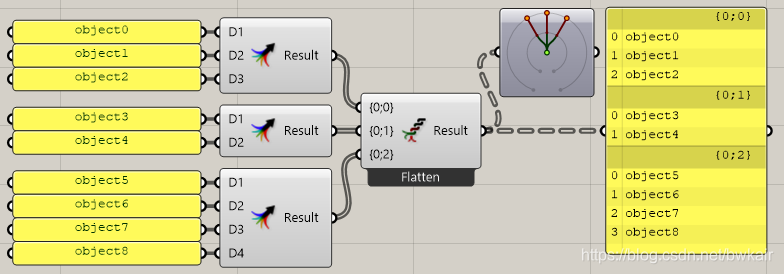 object0
object1
object2
D1
D2
D3
Result
object3
object4
D1
D2
Result
object5
object6
object7
object8
D1
D2
D3
D4
Result
{0;0}
{0;1}
{0;2}
Result
Flatten
{0;0}
0 object0
1 object1
2 object2
{0;1}
0 object3
1 object4
{0;2}
0 object5
1 object6
2 object7
3 object8
https://blog.csdn.net/bwkair